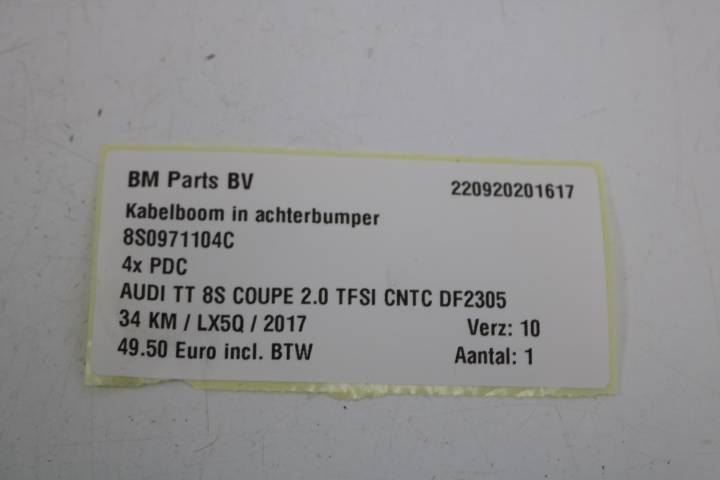 BM Parts BV 220920201617
Kabelboom in achterbumper
8S0971104C
4x PDC
AUDI TT 8S COUPE 2.0 TFSI CNTC DF2305
34 KM / LX5Q / 2017 Verz: 10
49.50 Euro incl. BTW Aantal: 1